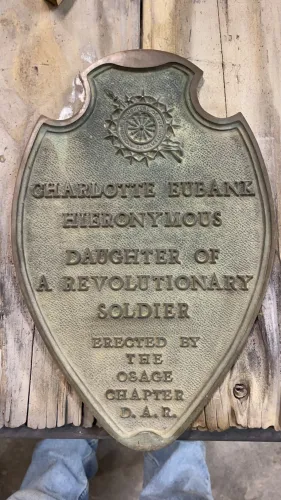 CHARLOTTE EUBANK
HIERONYMOUS
DAUGHTER OF
A REVOLUTIONARY
SOLDIER
ERECTED BY
THE
OSAGE
CHAPTER
D.A.R.